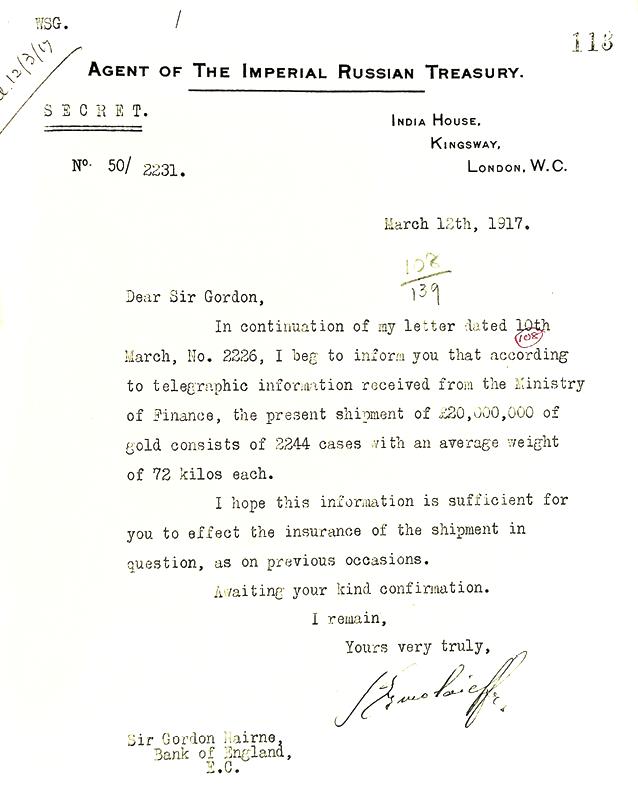 WSG. /
113
12/3/17
AGENT OF THE IMPERIAL RUSSIAN TREASURY.
SECRET.
INDIA HOUSE,
KINGSWAY,
LONDON, W.C.
No. 50/ 2231.
March 12th, 1917.
108
139
Dear Sir Gordon,
In continuation of my letter dated 10th
108
March, No. 2226, I beg to inform you that according
to telegraphic information received from the Ministry
of Finance, the present shipment of £20,000,000 of
gold consists of 2244 cases with an average weight
of 72 kilos each.
I hope this information is sufficient for
you to effect the insurance of the shipment in
question, as on previous occasions.
Awaiting your kind confirmation.
I remain,
Yours very truly,
Sir Gordon Nairne,
Bank of England,
E.C.